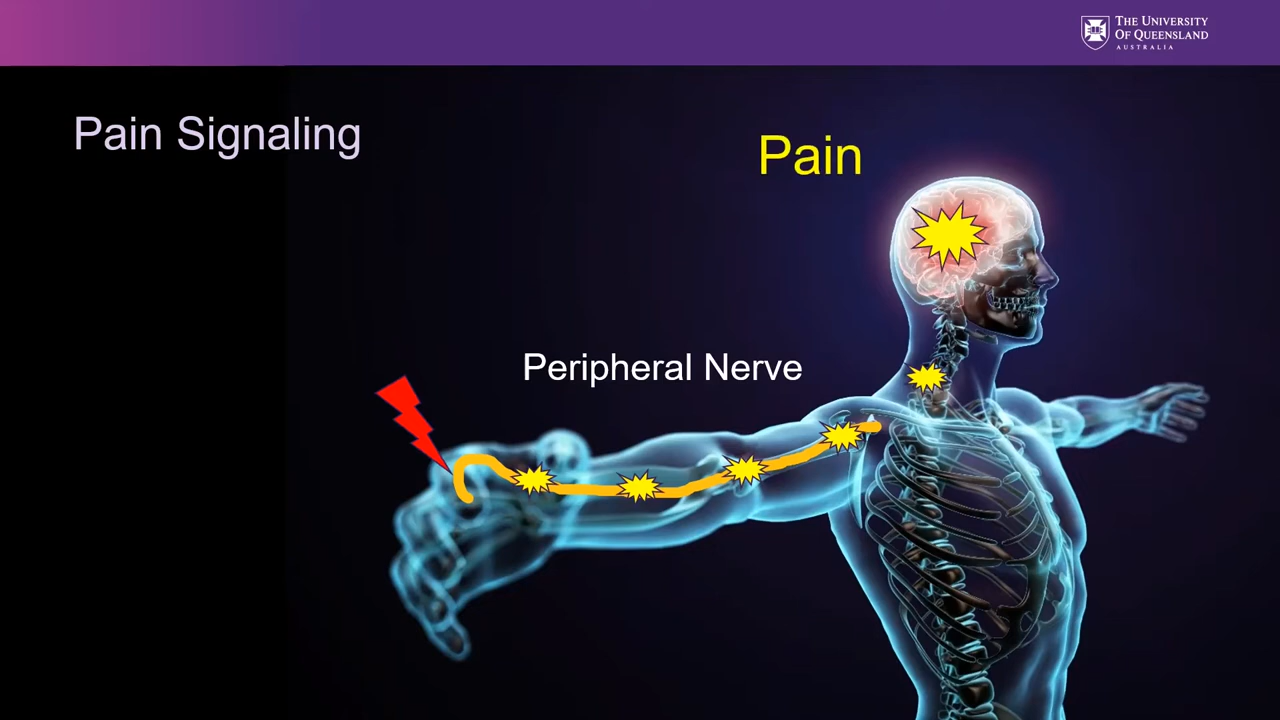 THE UNIVERSITY
OF QUEENSLAND
AUSTRALIA
Pain Signaling
Pain
Peripheral Nerve